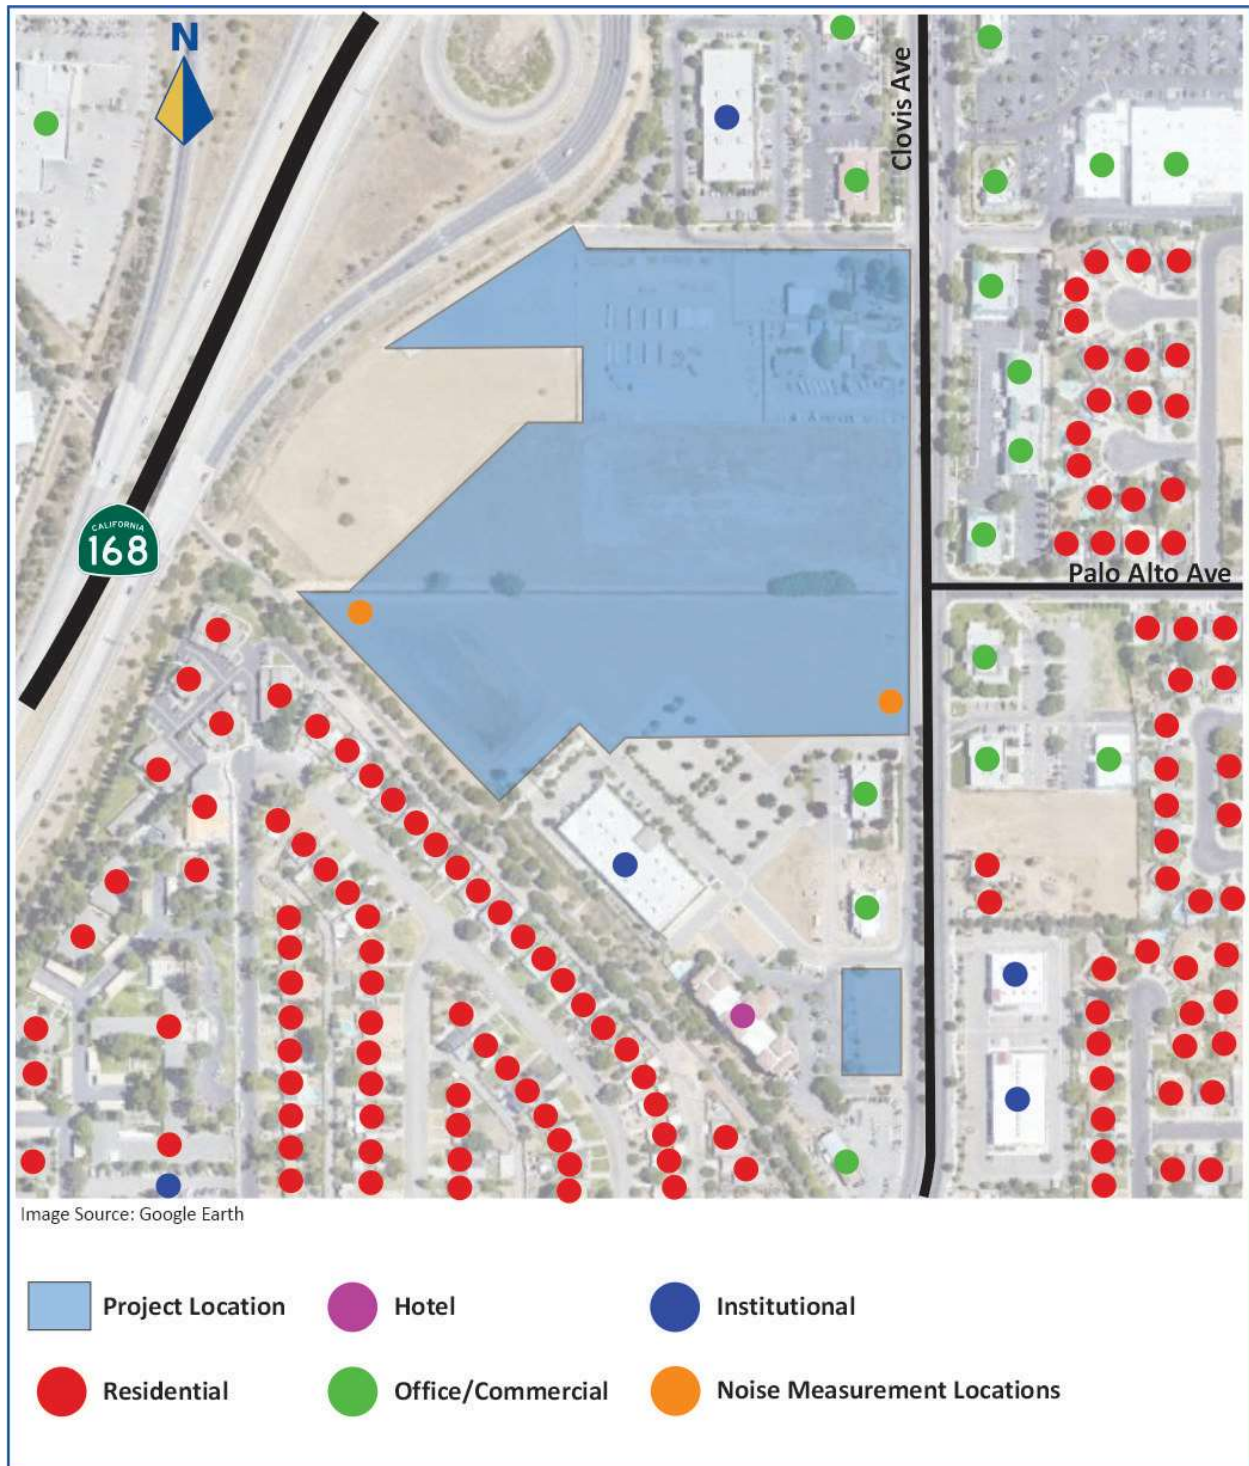 N
Clovis Ave
CALIFORNIA
168
Palo Alto Ave
Image Source: Google Earth
Project Location
Hotel
Institutional
Residential
Office/Commercial
Noise Measurement Locations